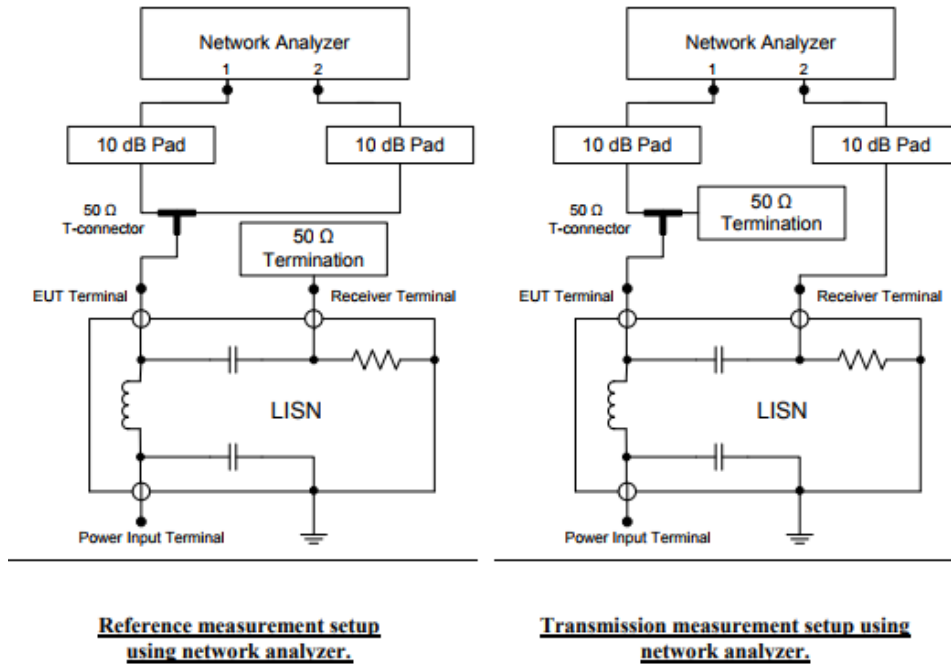 Network Analyzer
1 2
10 dB Pad
10 dB Pad
50 Ω
T-connector
50 Ω
Termination
EUT Terminal
Receiver Terminal
LISN
Power Input Terminal
Reference measurement setup
using network analyzer.
Network Analyzer
1 2
10 dB Pad
10 dB Pad
50 Ω
T-connector
50 Ω
Termination
EUT Terminal
Receiver Terminal
LISN
Power Input Terminal
Transmission measurement setup using
network analyzer.